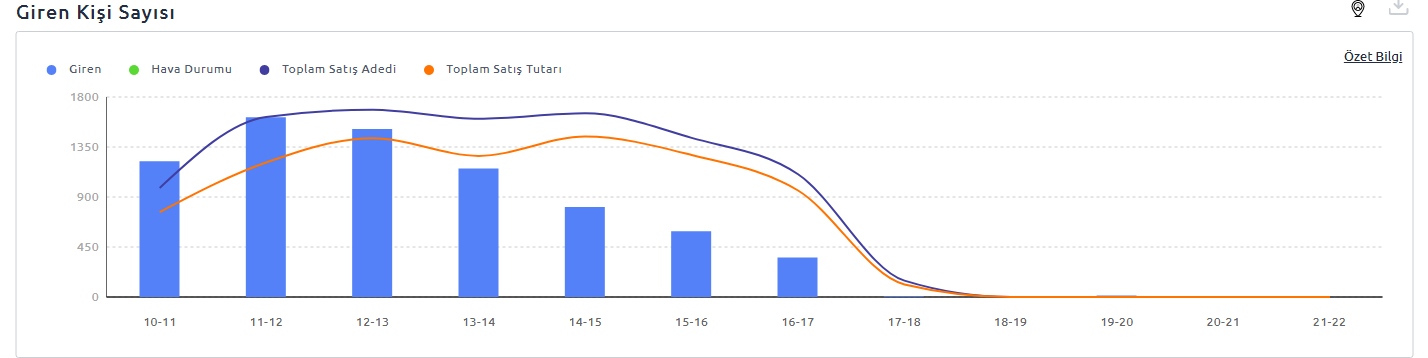 Giren Kişi Sayısı
Özet Bilgi
Giren Hava Durumu Toplam Satış Adedi Toplam Satış Tutarı
1800
1350
900
450
0
10-11 11-12 12-13 13-14 14-15 15-16 16-17 17-18 18-19 19-20 20-21 21-22